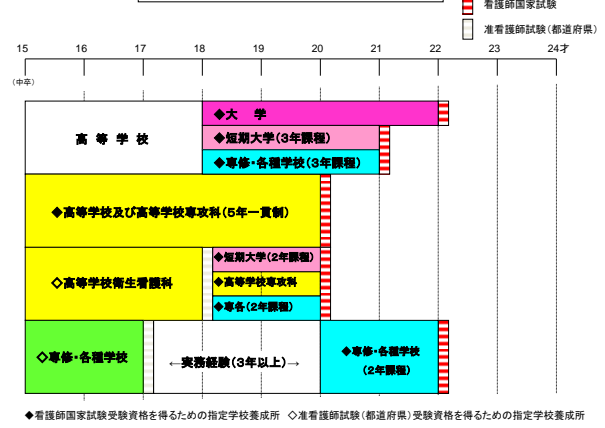 看護師国家試験
准看護師試験(都道府県)
15 16 17 18 19 20 21 22 23 24才
(中卒)
高 等 学 校
◆大 学
◆短期大学(3年課程)
◆専修・各種学校(3年課程)
◆高等学校及び高等学校専攻科(5年一貫制)
◇高等学校衛生看護科
◆短期大学(2年課程)
◆高等学校専攻科
◆専各(2年課程)
◇専修・各種学校
←実務経験(3年以上)→
◆専修・各種学校
(2年課程)
◆看護師国家試験受験資格を得るための指定学校養成所 ◇准看護師試験(都道府県)受験資格を得るための指定学校養成所